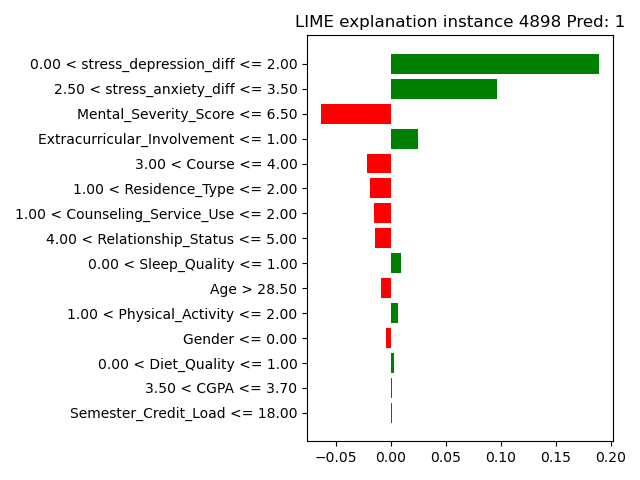 LIME explanation instance 4898 Pred: 1
0.00 < stress_depression_diff <= 2.00
2.50 < stress_anxiety_diff <= 3.50
Mental_Severity_Score <= 6.50
Extracurricular_Involvement <= 1.00
3.00 < Course <= 4.00
1.00 < Residence_Type <= 2.00
1.00 < Counseling_Service_Use <= 2.00
4.00 < Relationship_Status <= 5.00
0.00 < Sleep_Quality <= 1.00
Age > 28.50
1.00 < Physical_Activity <= 2.00
Gender <= 0.00
0.00 < Diet_Quality <= 1.00
3.50 < CGPA <= 3.70
Semester_Credit_Load <= 18.00
−0.05 0.00 0.05 0.10 0.15 0.20